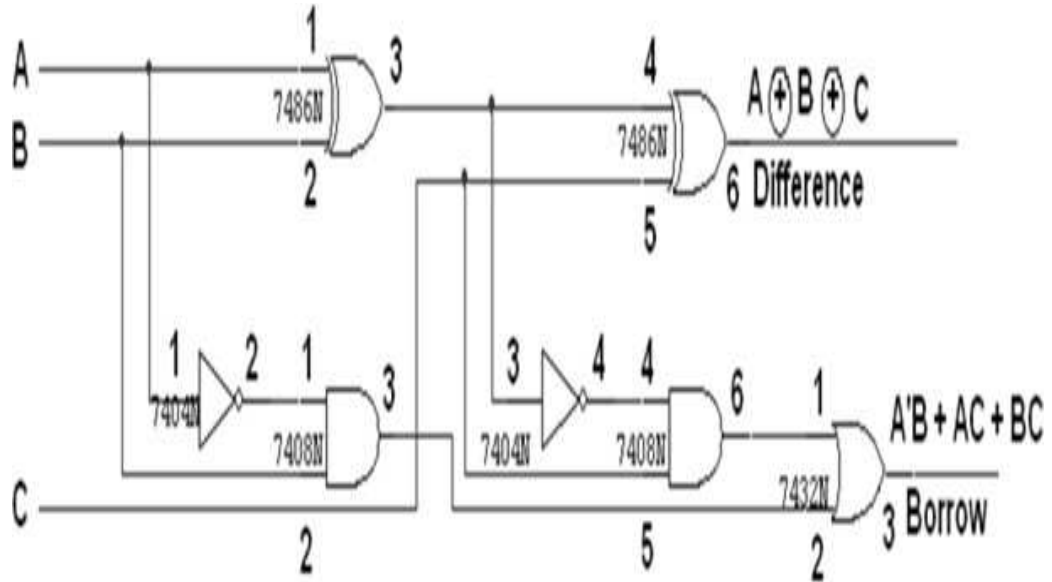 A
1
3
7486N
B
2
4
7486N
5
6
A + B + C
Difference
1
7404N
2
1
3
7408N
2
3
7404N
4
4
6
7408N
5
1
7432N
2
3
A'B + AC + BC
Borrow
C